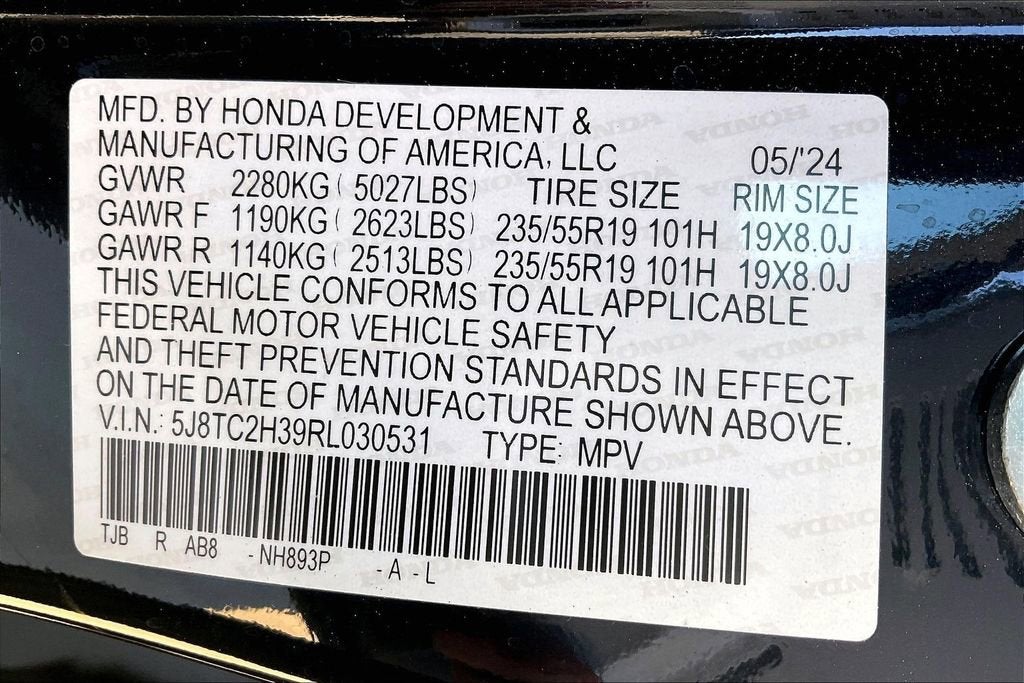 MFD. BY HONDA DEVELOPMENT &
MANUFACTURING OF AMERICA, LLC 05/'24
GVWR 2280KG ( 5027LBS) TIRE SIZE RIM SIZE
GAWR F 1190KG ( 2623LBS) 235/55R19 101H 19X8.0J
GAWR R 1140KG ( 2513LBS) 235/55R19 101H 19X8.0J
THIS VEHICLE CONFORMS TO ALL APPLICABLE
FEDERAL MOTOR VEHICLE SAFETY
AND THEFT PREVENTION STANDARDS IN EFFECT
ON THE DATE OF MANUFACTURE SHOWN ABOVE.
V.I.N.: 5J8TC2H39RL030531 TYPE: MPV
TJB R AB8 -NH893P -A -L